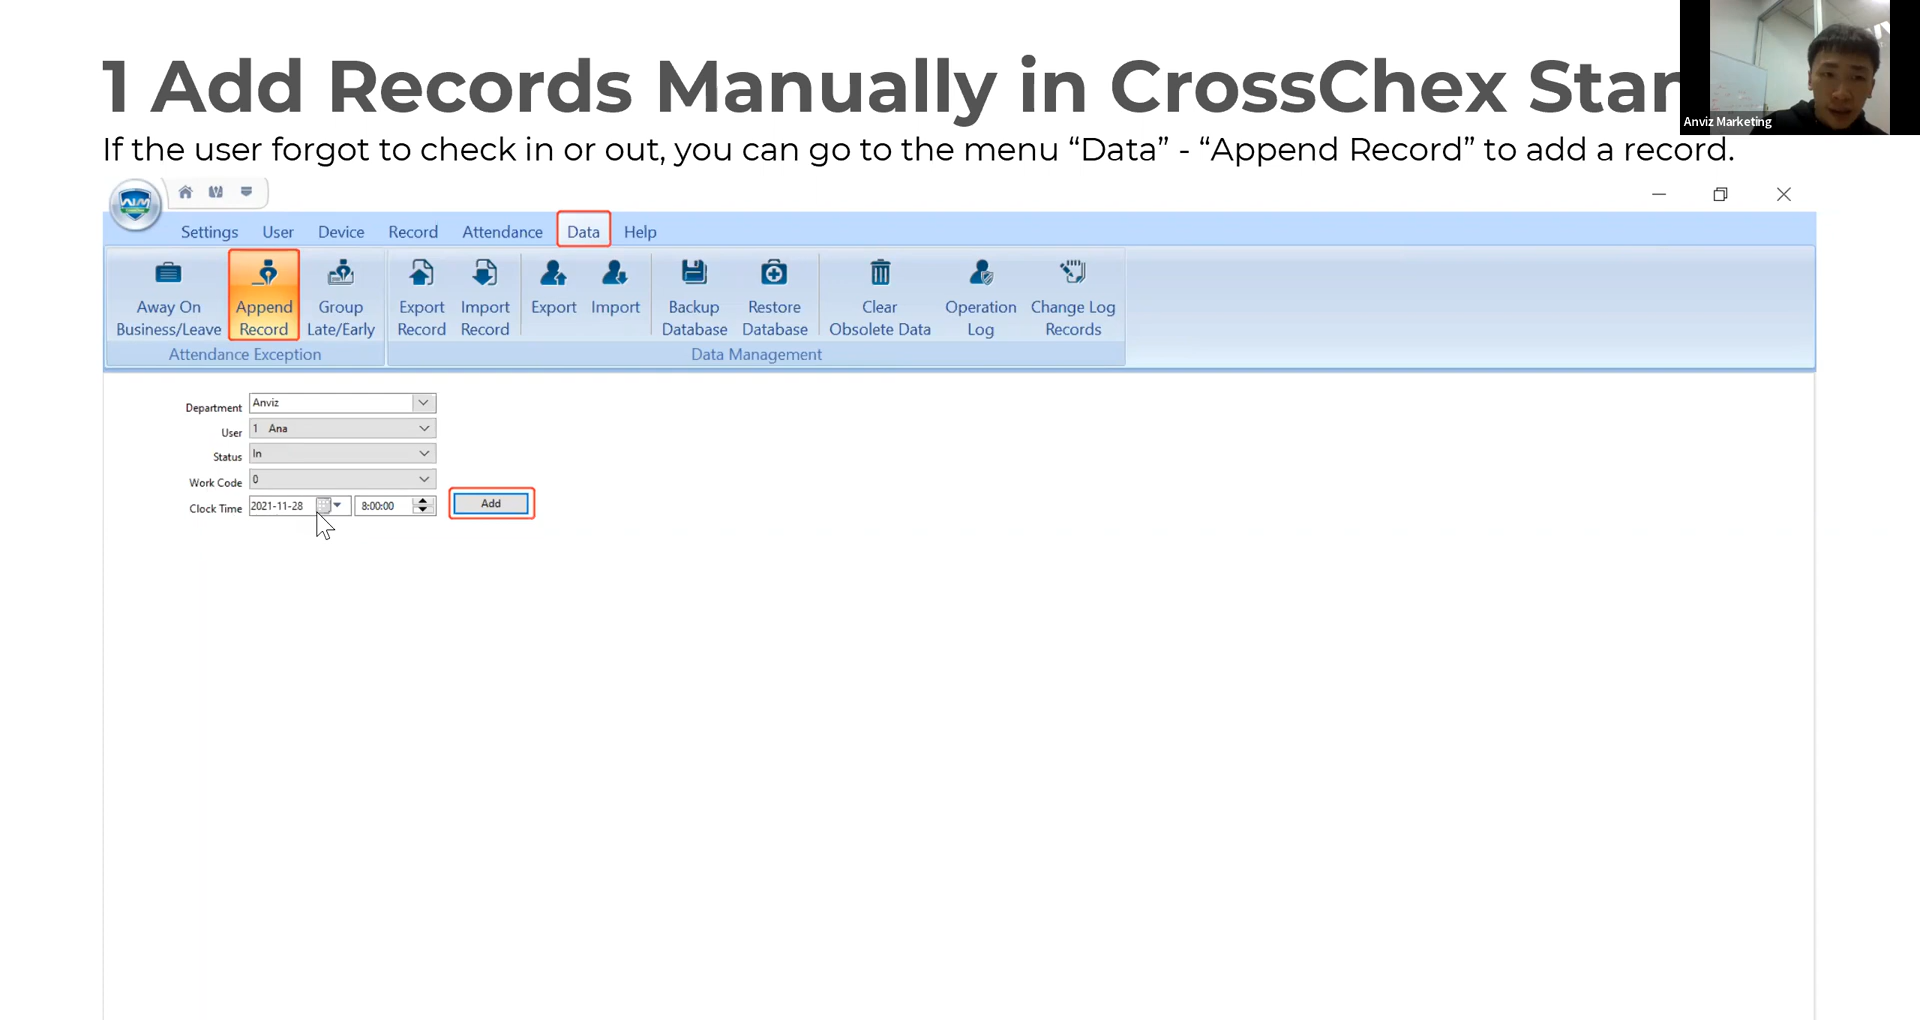 1 Add Records Manually in CrossChex Stan
Anviz Marketing
If the user forgot to check in or out, you can go to the menu “Data” - “Append Record” to add a record.
Settings User Device Record Attendance Data Help
Away On Business/Leave
Append Record
Group Late/Early
Export Record
Import Record
Export
Import
Backup Database
Restore Database
Clear Obsolete Data
Operation Log
Change Log Records
Attendance Exception
Data Management
Department Anviz
User 1 Ana
Status In
Work Code 0
Clock Time 2021-11-28 8:00:00 Add